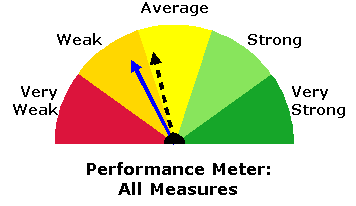 Average
Weak
Strong
Very
Weak
Very
Strong
Performance Meter:
All Measures